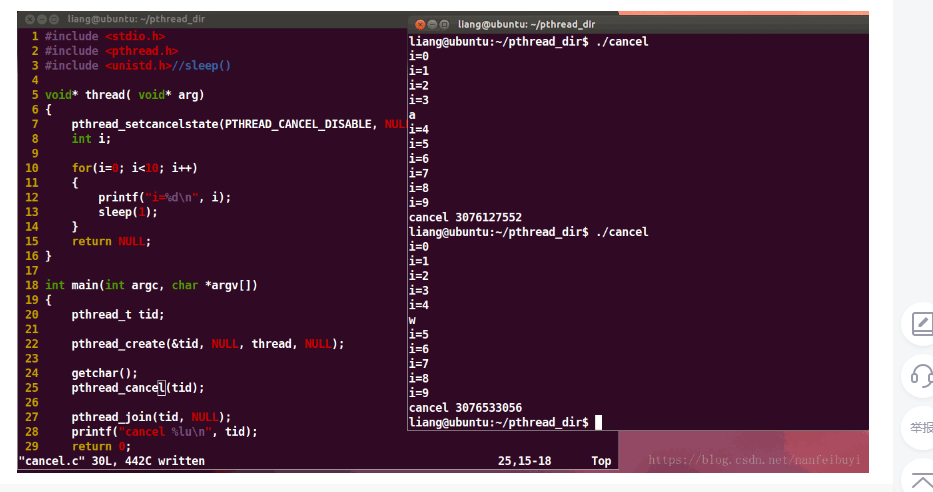 liang@ubuntu: ~/pthread_dir
1 #include <stdio.h>
2 #include <pthread.h>
3 #include <unistd.h>//sleep()
4
5 void* thread( void* arg)
6 {
7     pthread_setcancelstate(PTHREAD_CANCEL_DISABLE, NUL
8     int i;
9
10     for(i=0; i<10; i++)
11     {
12         printf("i=%d\n", i);
13         sleep(1);
14     }
15     return NULL;
16 }
17
18 int main(int argc, char *argv[])
19 {
20     pthread_t tid;
21
22     pthread_create(&tid, NULL, thread, NULL);
23
24     getchar();
25     pthread_cancel(tid);
26
27     pthread_join(tid, NULL);
28     printf("cancel %lu\n", tid);
29     return 0;
"cancel.c" 30L, 442C written 25,15-18 Top
liang@ubuntu: ~/pthread_dir
liang@ubuntu:~/pthread_dir$ ./cancel
i=0
i=1
i=2
i=3
a
i=4
i=5
i=6
i=7
i=8
i=9
cancel 3076127552
liang@ubuntu:~/pthread_dir$ ./cancel
i=0
i=1
i=2
i=3
i=4
w
i=5
i=6
i=7
i=8
i=9
cancel 3076533056
liang@ubuntu:~/pthread_dir$
https://blog.csdn.net/nanfeibuyi
举报